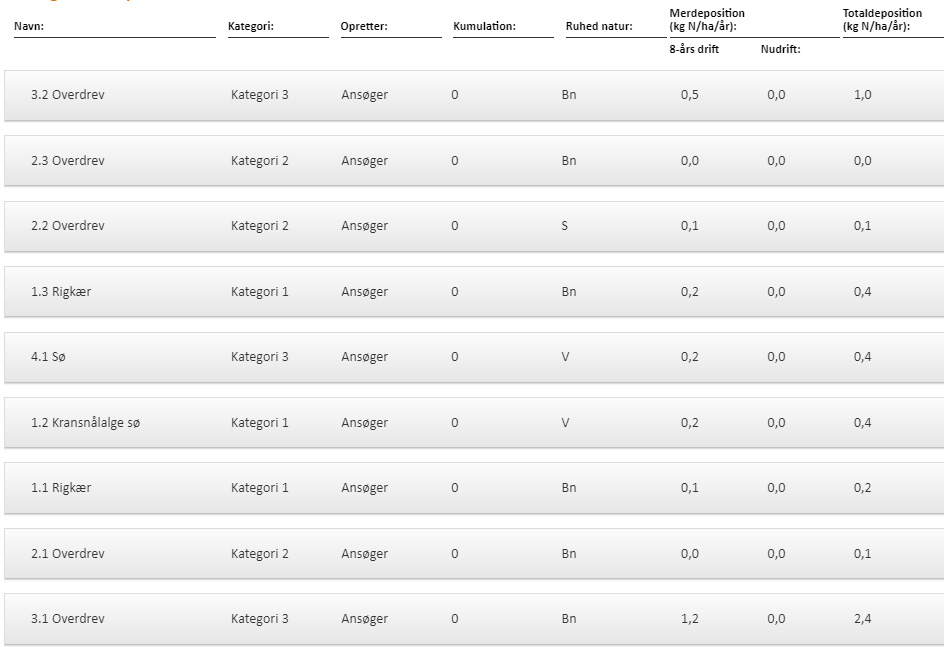 Navn: Kategori: Opretter: Kumulation: Ruhed natur: Merdeposition (kg N/ha/år): Totaldeposition (kg N/ha/år):
8-års drift Nudrift:
3.2 Overdrev Kategori 3 Ansøger 0 Bn 0,5 0,0 1,0
2.3 Overdrev Kategori 2 Ansøger 0 Bn 0,0 0,0 0,0
2.2 Overdrev Kategori 2 Ansøger 0 S 0,1 0,0 0,1
1.3 Rigkær Kategori 1 Ansøger 0 Bn 0,2 0,0 0,4
4.1 Sø Kategori 3 Ansøger 0 V 0,2 0,0 0,4
1.2 Kransnålalge sø Kategori 1 Ansøger 0 V 0,2 0,0 0,4
1.1 Rigkær Kategori 1 Ansøger 0 Bn 0,1 0,0 0,2
2.1 Overdrev Kategori 2 Ansøger 0 Bn 0,0 0,0 0,1
3.1 Overdrev Kategori 3 Ansøger 0 Bn 1,2 0,0 2,4